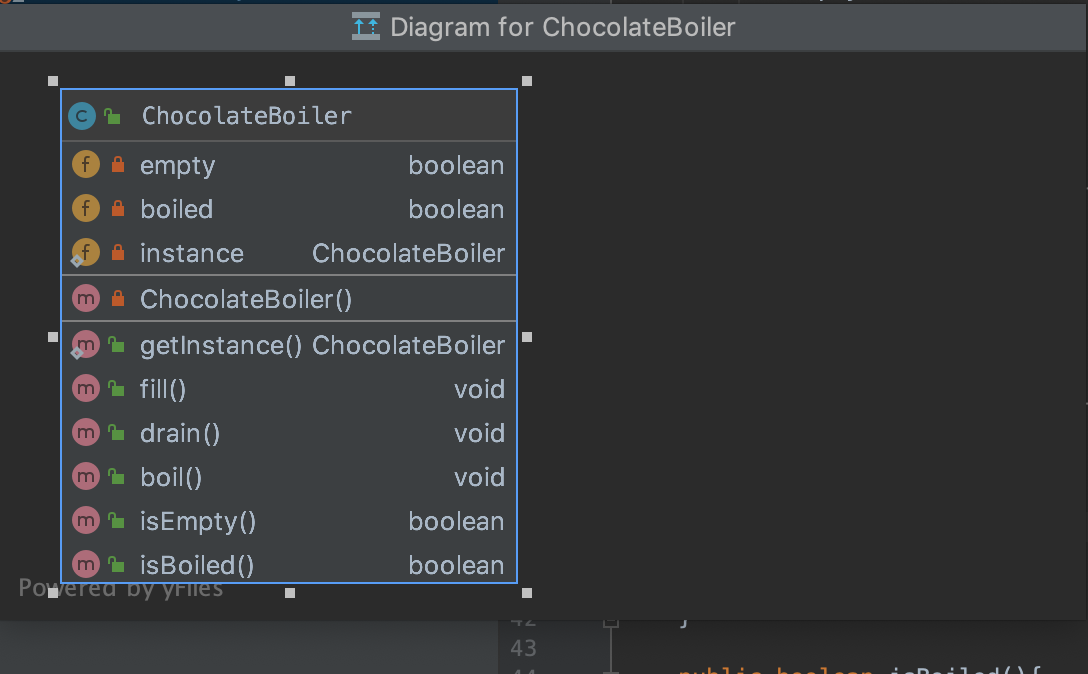 Diagram for ChocolateBoiler
C ChocolateBoiler
f empty boolean
f boiled boolean
f instance ChocolateBoiler
m ChocolateBoiler()
m getInstance() ChocolateBoiler
m fill() void
m drain() void
m boil() void
m isEmpty() boolean
m isBoiled() boolean
Powered by yFiles
42 }
43
44 public boolean isBoiled(){